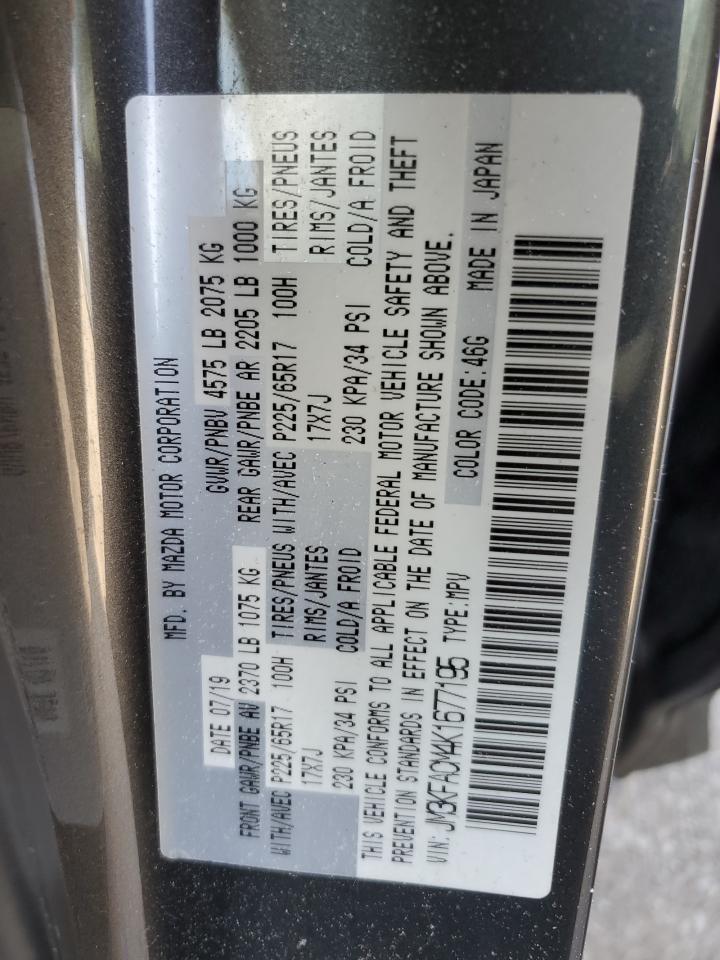 MFD. BY MAZDA MOTOR CORPORATION
DATE 07/19 GVWR/PNBV 4575 LB 2075 KG
FRONT GAWR/PNBE AV 2370 LB 1075 KG REAR GAWR/PNBE AR 2205 LB 1000 KG
WITH/AVEC P225/65R17 100H TIRES/PNEUS WITH/AVEC P225/65R17 100H TIRES/PNEUS
17X7J RIMS/JANTES 17X7J RIMS/JANTES
230 KPA/34 PSI COLD/A FROID 230 KPA/34 PSI COLD/A FROID
THIS VEHICLE CONFORMS TO ALL APPLICABLE FEDERAL MOTOR VEHICLE SAFETY AND THEFT
PREVENTION STANDARDS IN EFFECT ON THE DATE OF MANUFACTURE SHOWN ABOVE.
VIN: JM3KFACM4K1677195 TYPE:MPV COLOR CODE:46G MADE IN JAPAN